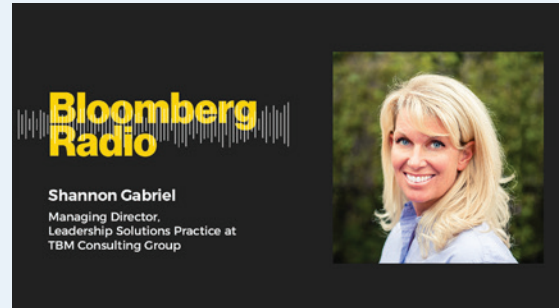 Bloomberg
Radio
Shannon Gabriel
Managing Director,
Leadership Solutions Practice at
TBM Consulting Group